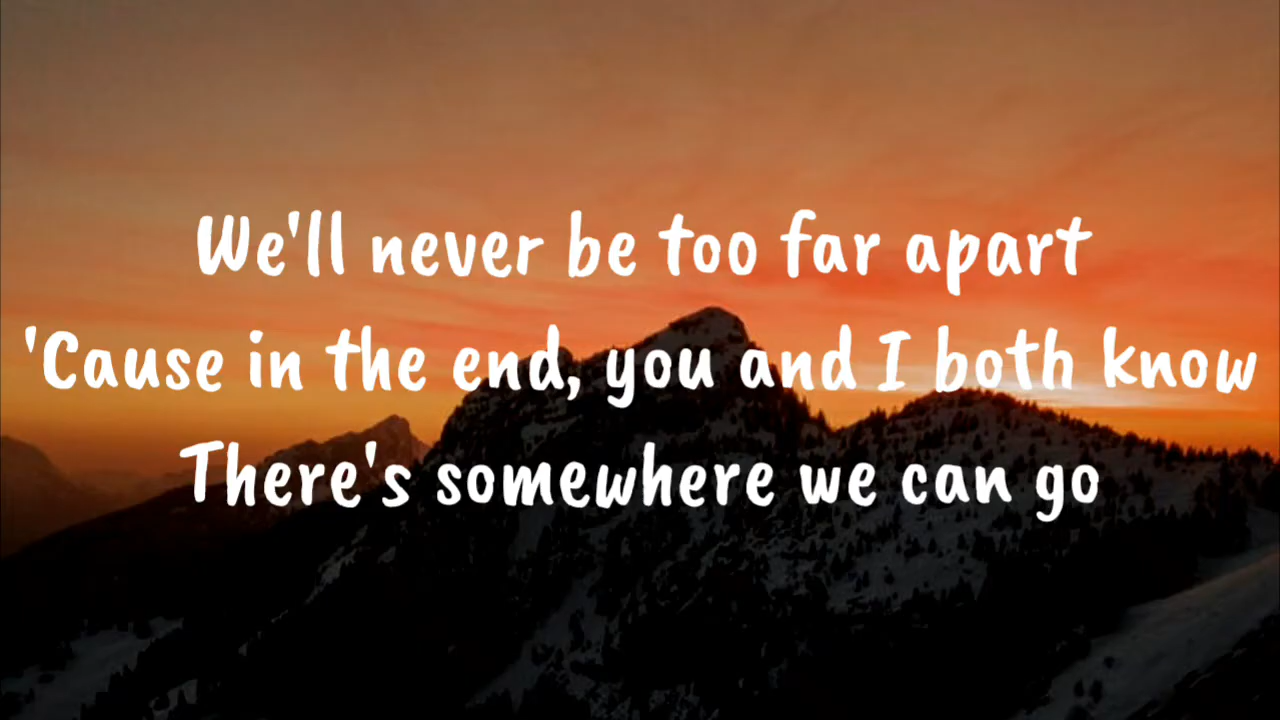 We'll never be too far apart
'Cause in the end, you and I both know
There's somewhere we can go